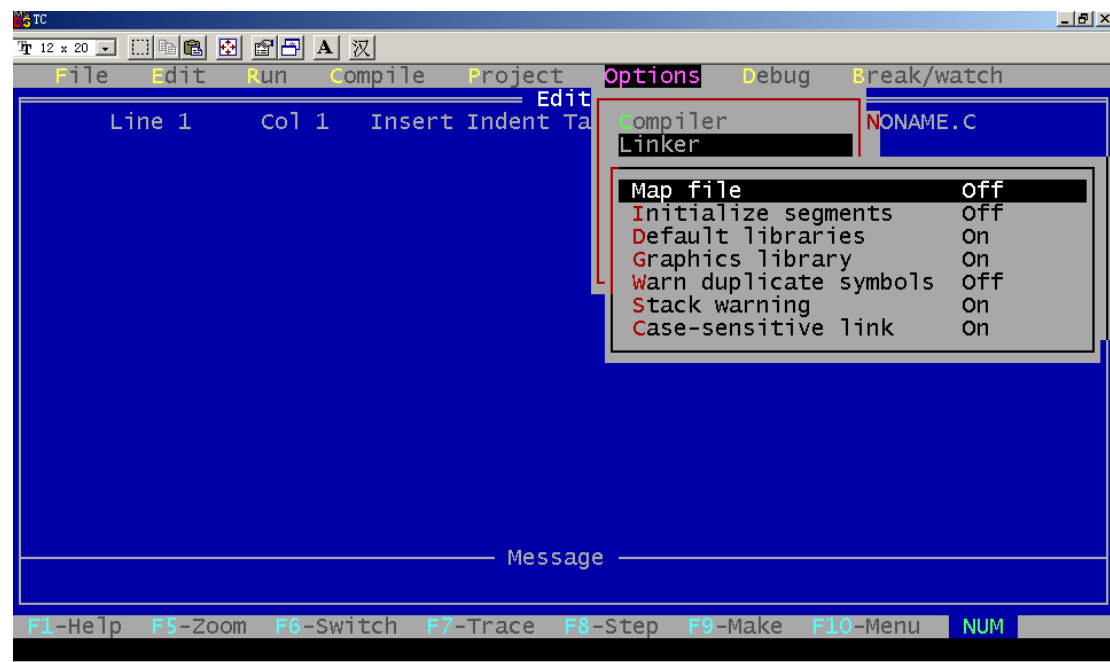 TC
12 x 20 A 汉
File Edit Run Compile Project Options Debug Break/watch
Edit
Line 1 Col 1 Insert Indent Ta NONAME.C
Compiler
Linker
Map file Off
Initialize segments Off
Default libraries On
Graphics library On
Warn duplicate symbols Off
Stack warning On
Case-sensitive link On
Message
F1-Help F5-Zoom F6-Switch F7-Trace F8-Step F9-Make F10-Menu NUM